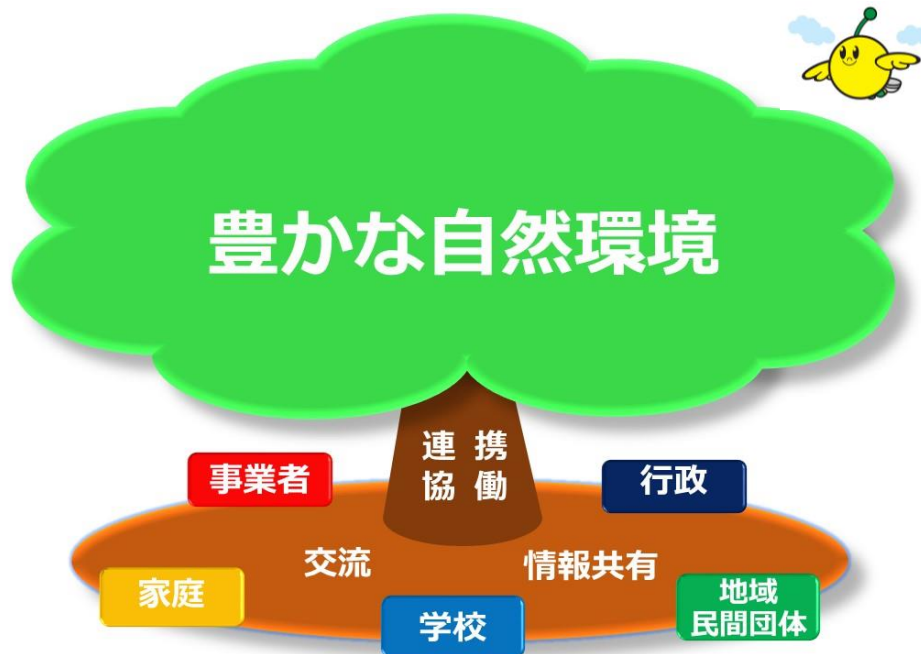 豊かな自然環境
連携
協働
事業者
行政
交流
情報共有
家庭
学校
地域
民間団体